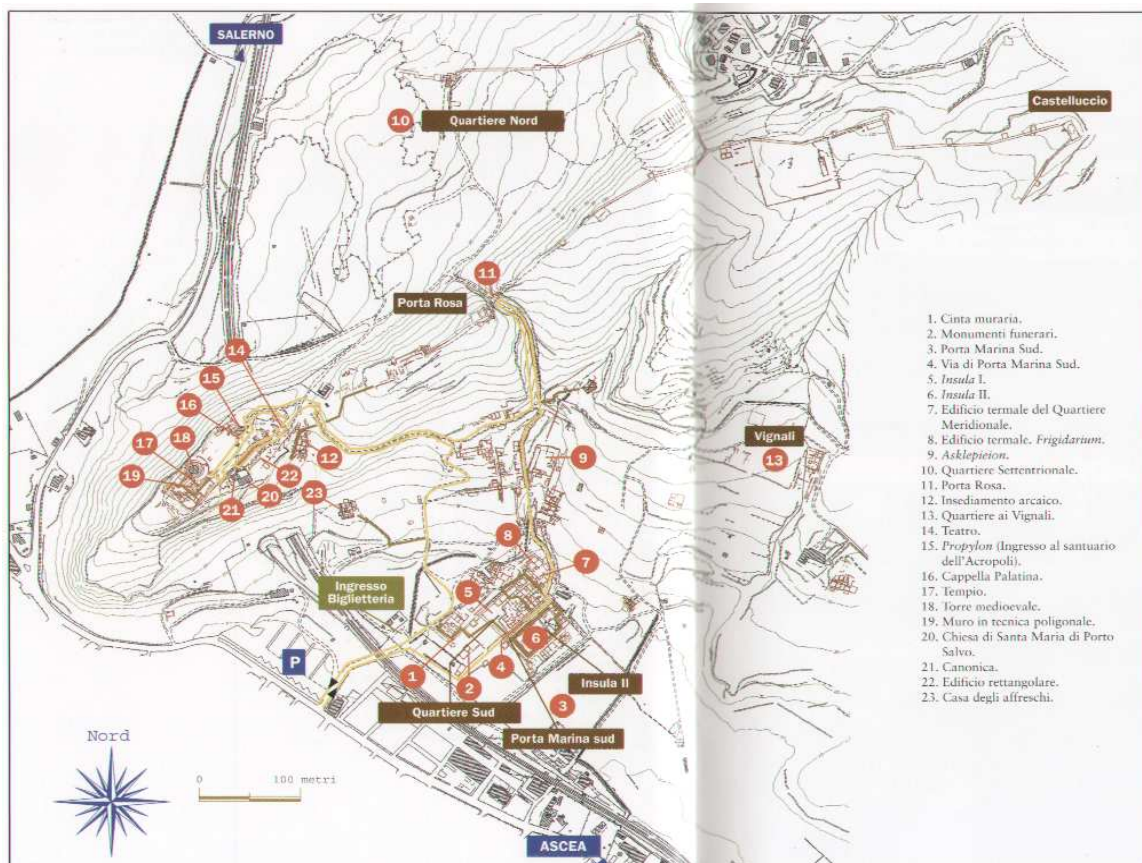 SALERNO
10
Quartiere Nord
Castelluccio
3
11
Porta Rosa
14
15
16
17
18
19
12
22
20
21
23
9
Vignali
13
8
7
Ingresso
Biglietteria
5
6
P
1
2
4
3
Insula II
Quartiere Sud
Porta Marina sud
Nord
0 100 metri
ASCEA
1. Cinta muraria.
2. Monumenti funerari.
3. Porta Marina Sud.
4. Via di Porta Marina Sud.
5. Insula I.
6. Insula II.
7. Edificio termale del Quartiere
Meridionale.
8. Edificio termale. Frigidarium.
9. Asklepieion.
10. Quartiere Settentrionale.
11. Porta Rosa.
12. Insediamento arcaico.
13. Quartiere ai Vignali.
14. Teatro.
15. Propylon (Ingresso al santuario
dell'Acropoli).
16. Cappella Palatina.
17. Tempio.
18. Torre medioevale.
19. Muro in tecnica poligonale.
20. Chiesa di Santa Maria di Porto
Salvo.
21. Canonica.
22. Edificio rettangolare.
23. Casa degli affreschi.